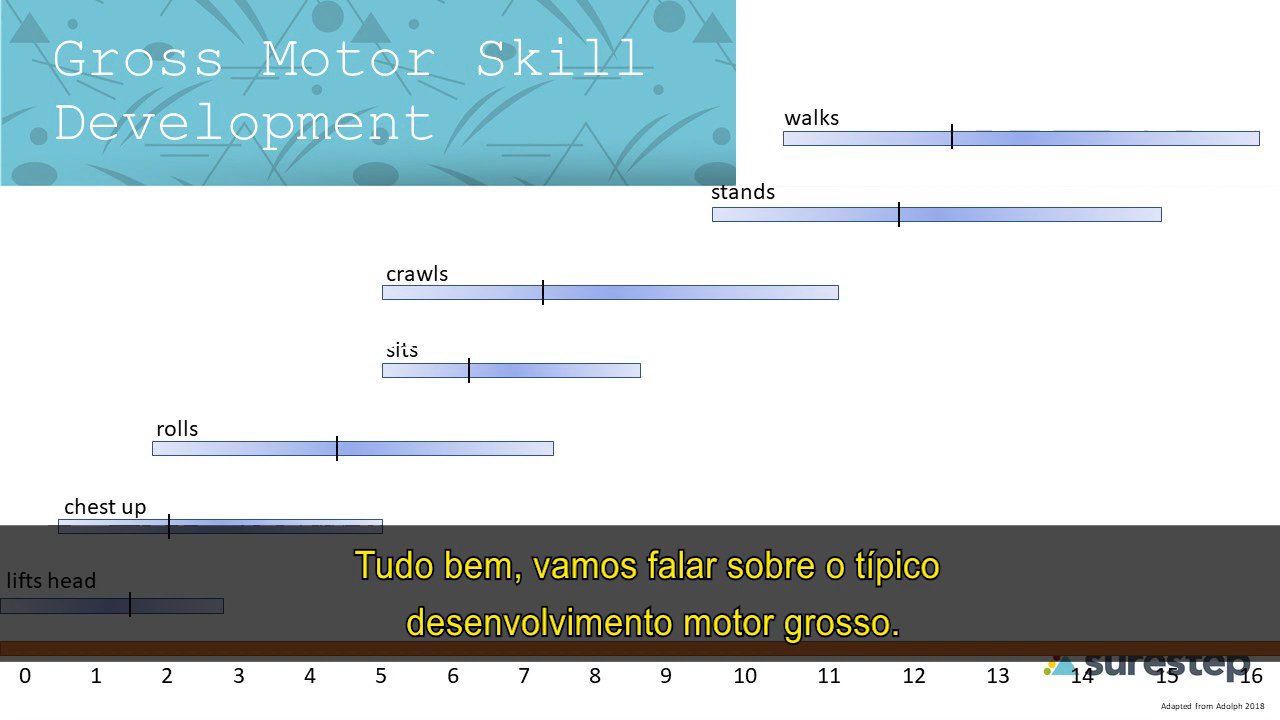 Gross Motor Skill
Development
walks
stands
crawls
sits
rolls
chest up
lifts head
Tudo bem, vamos falar sobre o típico
desenvolvimento motor grosso.
surestep
0 1 2 3 4 5 6 7 8 9 10 11 12 13 14 15 16
Adapted from Adolph 2018